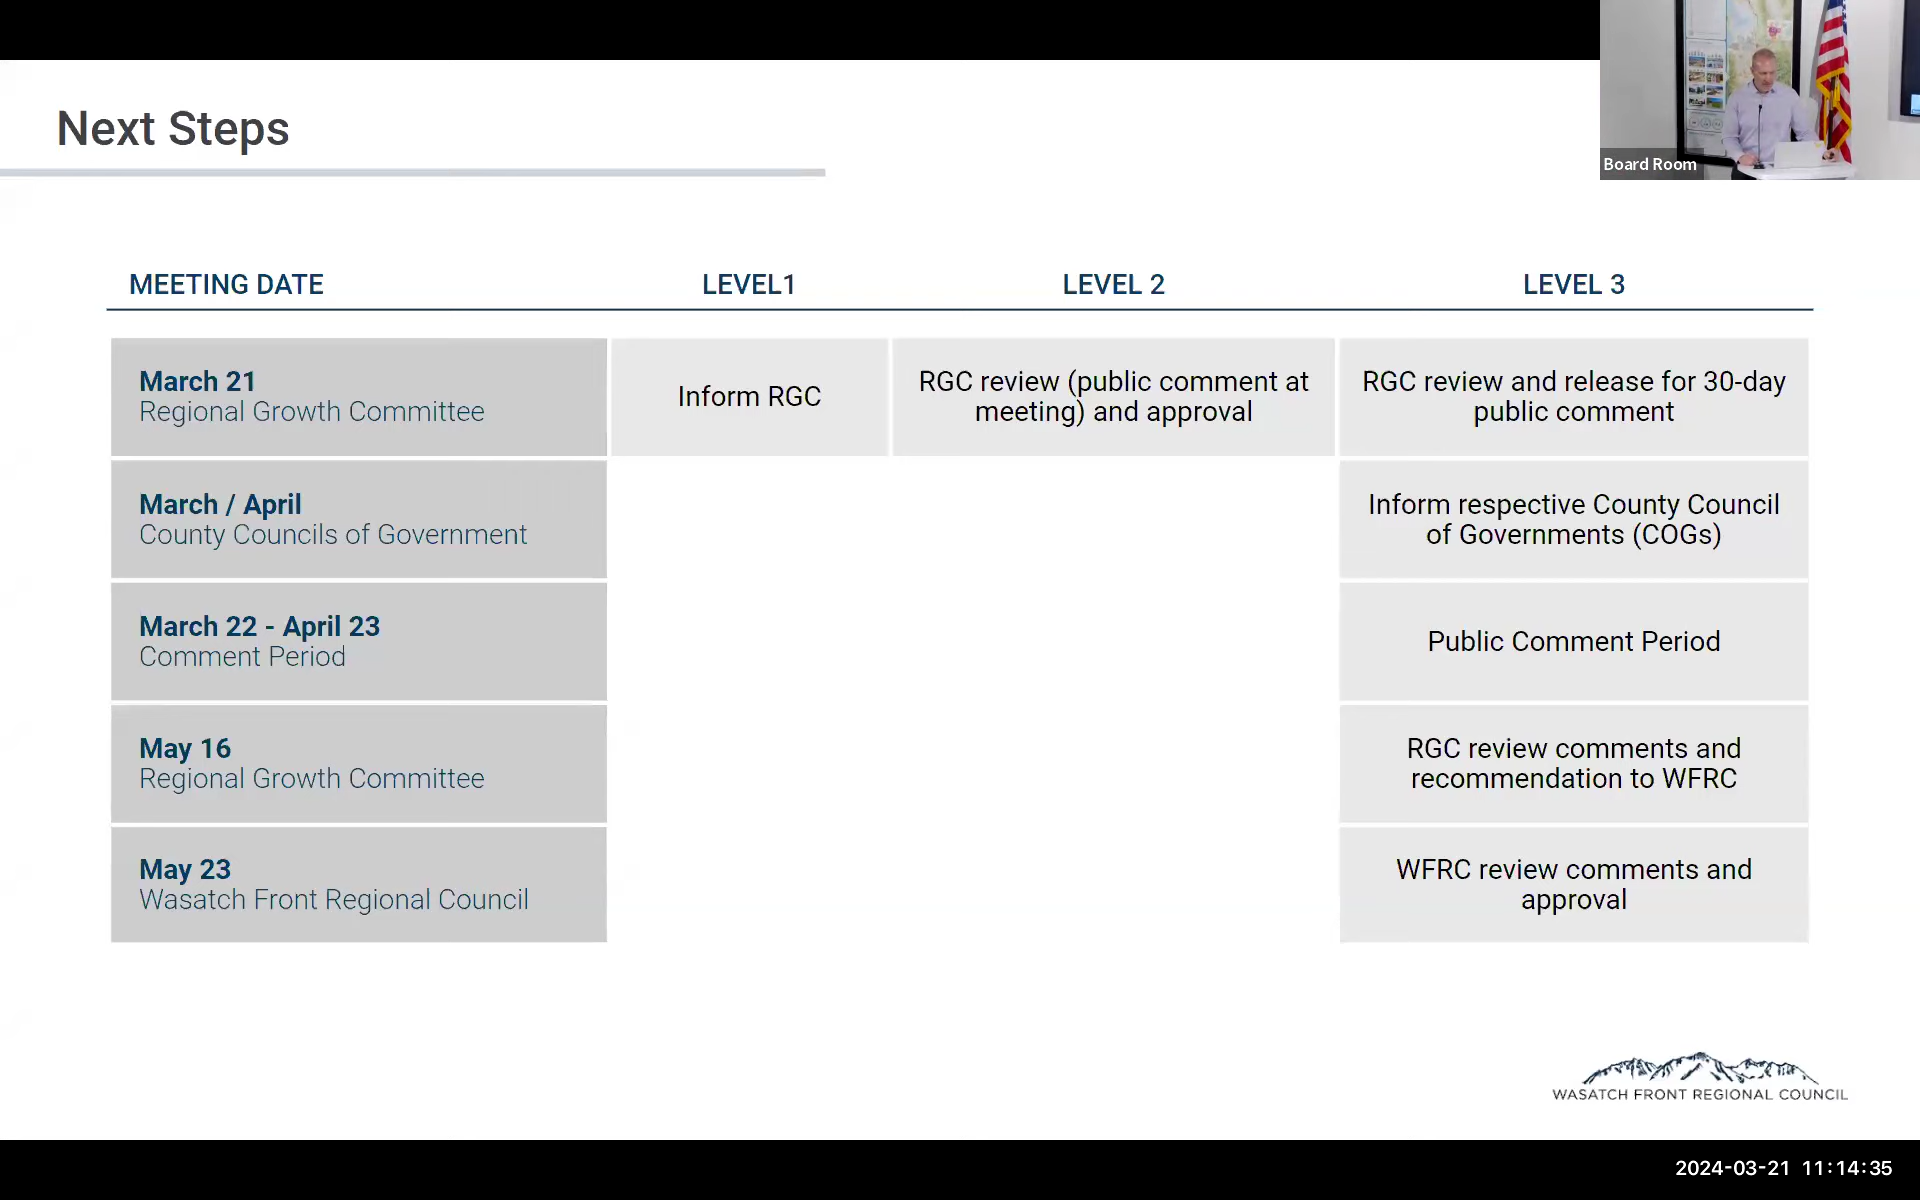 Next Steps
Board Room
MEETING DATE
LEVEL1
LEVEL 2
LEVEL 3
March 21
Regional Growth Committee
Inform RGC
RGC review (public comment at
meeting) and approval
RGC review and release for 30-day
public comment
March / April
County Councils of Government
Inform respective County Council
of Governments (COGs)
March 22 - April 23
Comment Period
Public Comment Period
May 16
Regional Growth Committee
RGC review comments and
recommendation to WFRC
May 23
Wasatch Front Regional Council
WFRC review comments and
approval
WASATCH FRONT REGIONAL COUNCIL
2024-03-21 11:14:35